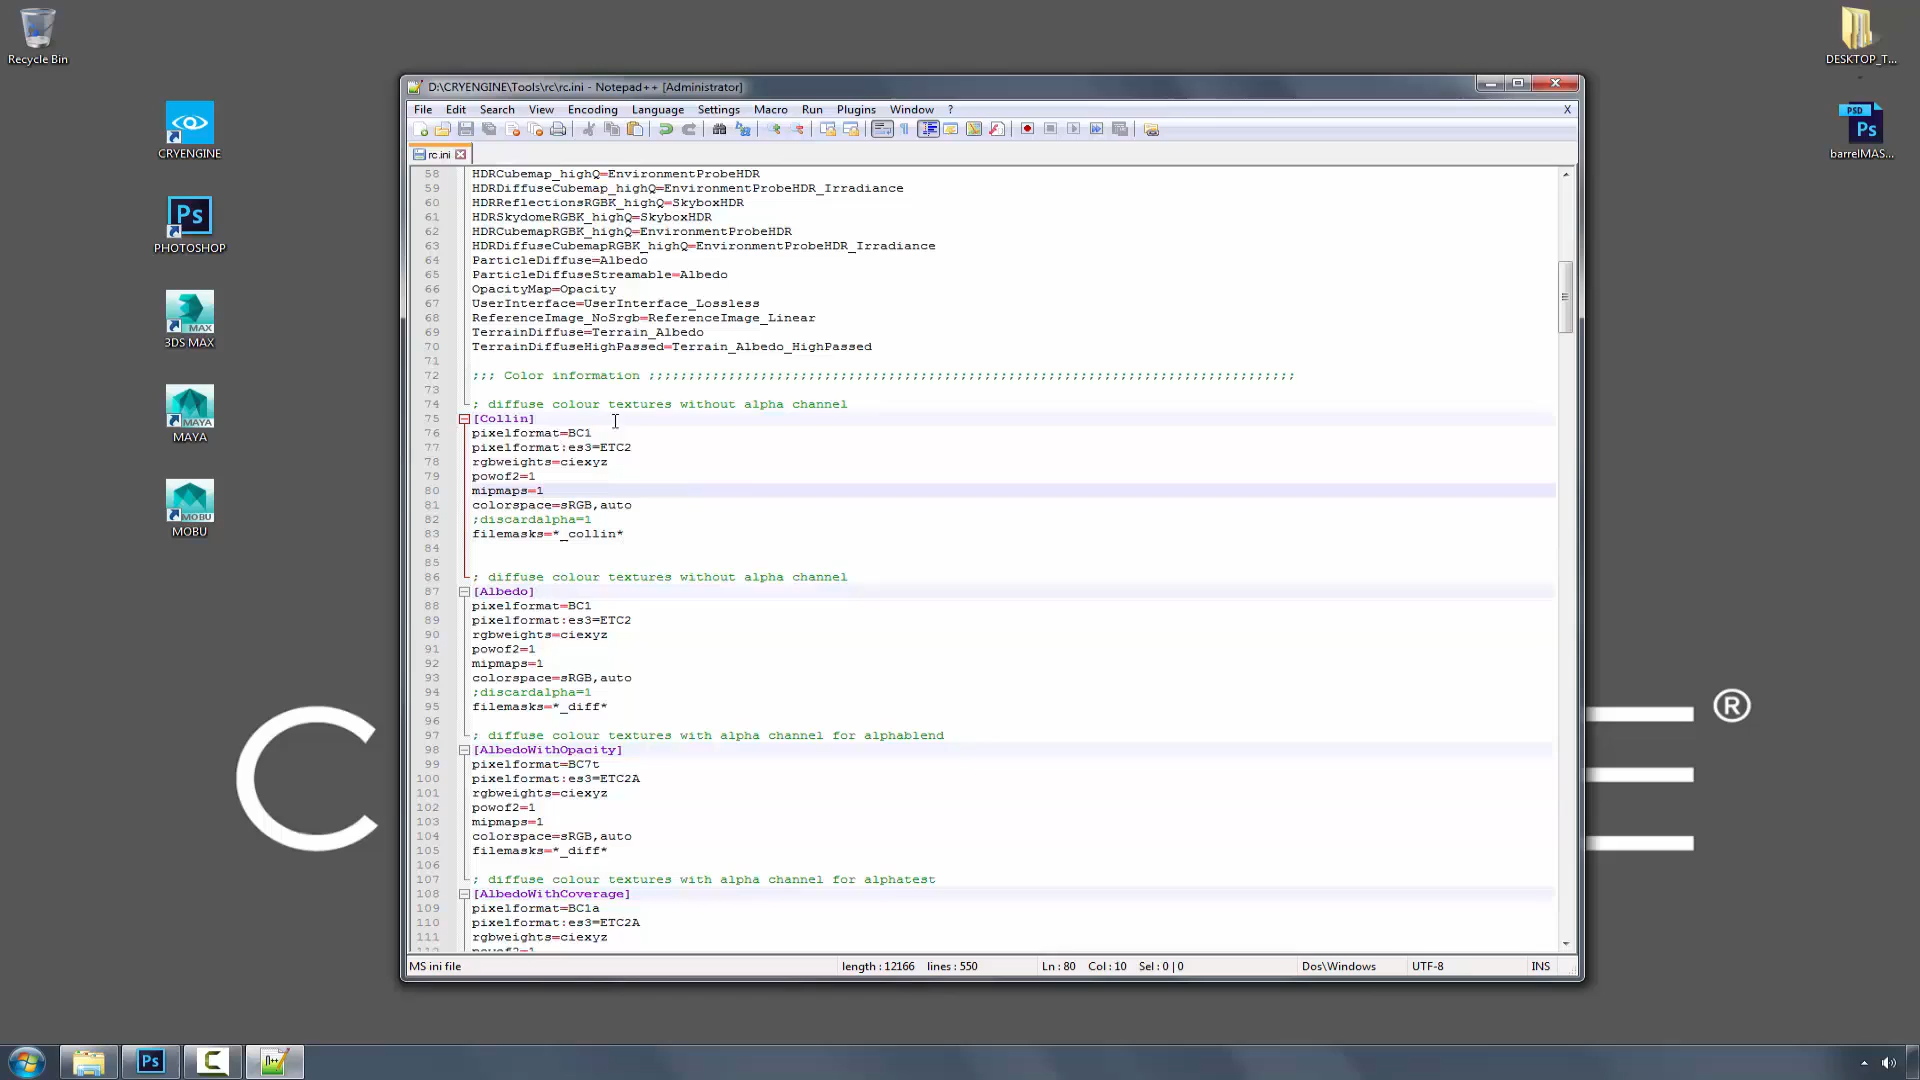 Recycle Bin
CRYENGINE
PHOTOSHOP
3DS MAX
MAYA
MOBU
DESKTOP_T...
barrelMAS...
D:\CRYENGINE\Tools\rc\rc.ini - Notepad++ [Administrator]
File Edit Search View Encoding Language Settings Macro Run Plugins Window ? X
rc.ini
58 HDRCubemap_highQ=EnvironmentProbeHDR
59 HDRDiffuseCubemap_highQ=EnvironmentProbeHDR_Irradiance
60 HDRReflectionsRGBK_highQ=SkyboxHDR
61 HDRSkydomeRGBK_highQ=SkyboxHDR
62 HDRCubemapRGBK_highQ=EnvironmentProbeHDR
63 HDRDiffuseCubemapRGBK_highQ=EnvironmentProbeHDR_Irradiance
64 ParticleDiffuse=Albedo
65 ParticleDiffuseStreamable=Albedo
66 OpacityMap=Opacity
67 UserInterface=UserInterface_Lossless
68 ReferenceImage_NoSrgb=ReferenceImage_Linear
69 TerrainDiffuse=Terrain_Albedo
70 TerrainDiffuseHighPassed=Terrain_Albedo_HighPassed
71
72 ;;; Color information ;;;;;;;;;;;;;;;;;;;;;;;;;;;;;;;;;;;;;;;;;;;;;;;;;;;;;;;;;;;;;;;;;;;;;;;;;;;;;;;;;
73
74 ; diffuse colour textures without alpha channel
75 [Collin]
76 pixelformat=BC1
77 pixelformat:es3=ETC2
78 rgbweights=ciexyz
79 powof2=1
80 mipmaps=1
81 colorspace=sRGB,auto
82 ;discardalpha=1
83 filemasks=*_collin*
84
85
86 ; diffuse colour textures without alpha channel
87 [Albedo]
88 pixelformat=BC1
89 pixelformat:es3=ETC2
90 rgbweights=ciexyz
91 powof2=1
92 mipmaps=1
93 colorspace=sRGB,auto
94 ;discardalpha=1
95 filemasks=*_diff*
96
97 ; diffuse colour textures with alpha channel for alphablend
98 [AlbedoWithOpacity]
99 pixelformat=BC7t
100 pixelformat:es3=ETC2A
101 rgbweights=ciexyz
102 powof2=1
103 mipmaps=1
104 colorspace=sRGB,auto
105 filemasks=*_diff*
106
107 ; diffuse colour textures with alpha channel for alphatest
108 [AlbedoWithCoverage]
109 pixelformat=BC1a
110 pixelformat:es3=ETC2A
111 rgbweights=ciexyz
MS ini file length : 12166 lines : 550 Ln : 80 Col : 10 Sel : 0 | 0 Dos\Windows UTF-8 INS
C E ®